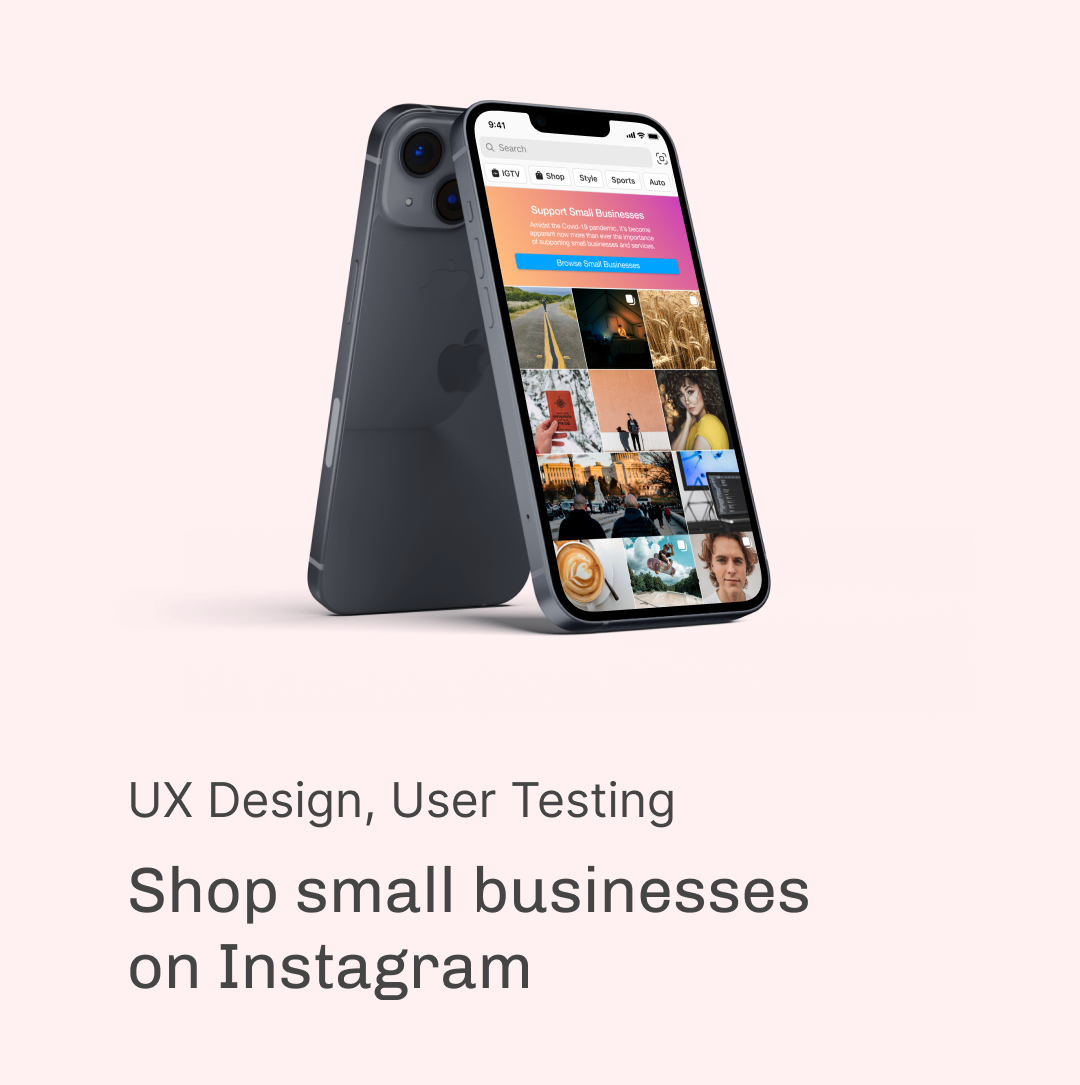 9:41
Search
IGTV Shop Style Sports Auto
Support Small Businesses
Amidst the Covid-19 pandemic, it's become
apparent now more than ever the importance
of supporting small businesses and services.
Browse Small Businesses
UX Design, User Testing
Shop small businesses
on Instagram